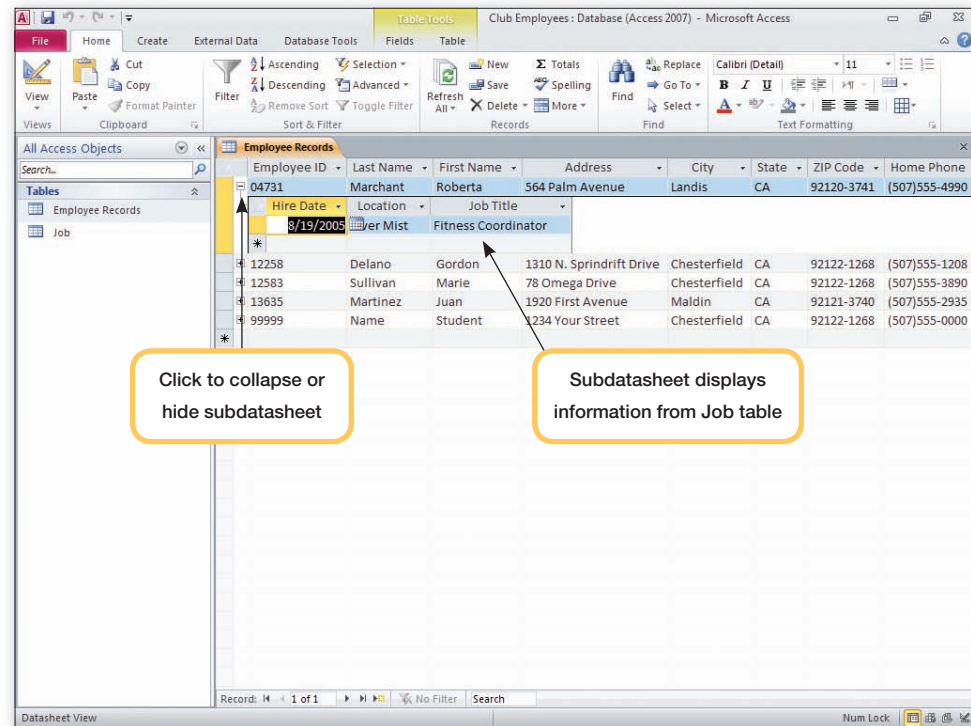 Table Tools
Club Employees : Database (Access 2007) - Microsoft Access
File Home Create External Data Database Tools Fields Table
View
Views
Paste
Cut
Copy
Format Painter
Clipboard
Filter
Ascending
Descending
Remove Sort
Selection
Advanced
Toggle Filter
Sort & Filter
Refresh All
New
Save
Delete
Totals
Spelling
More
Records
Find
Replace
Go To
Select
Find
Calibri (Detail) 11
B I U
A
Text Formatting
All Access Objects
Search...
Tables
Employee Records
Job
Employee Records
Employee ID Last Name First Name Address City State ZIP Code Home Phone
04731 Marchant Roberta 564 Palm Avenue Landis CA 92120-3741 (507)555-4990
Hire Date Location Job Title
8/19/2005 ver Mist Fitness Coordinator
12258 Delano Gordon 1310 N. Sprindrift Drive Chesterfield CA 92122-1268 (507)555-1208
12583 Sullivan Marie 78 Omega Drive Chesterfield CA 92122-1268 (507)555-3890
13635 Martinez Juan 1920 First Avenue Maldin CA 92121-3740 (507)555-2935
99999 Name Student 1234 Your Street Chesterfield CA 92122-1268 (507)555-0000
Click to collapse or
hide subdatasheet
Subdatasheet displays
information from Job table
Record: 1 of 1 No Filter Search
Datasheet View
Num Lock